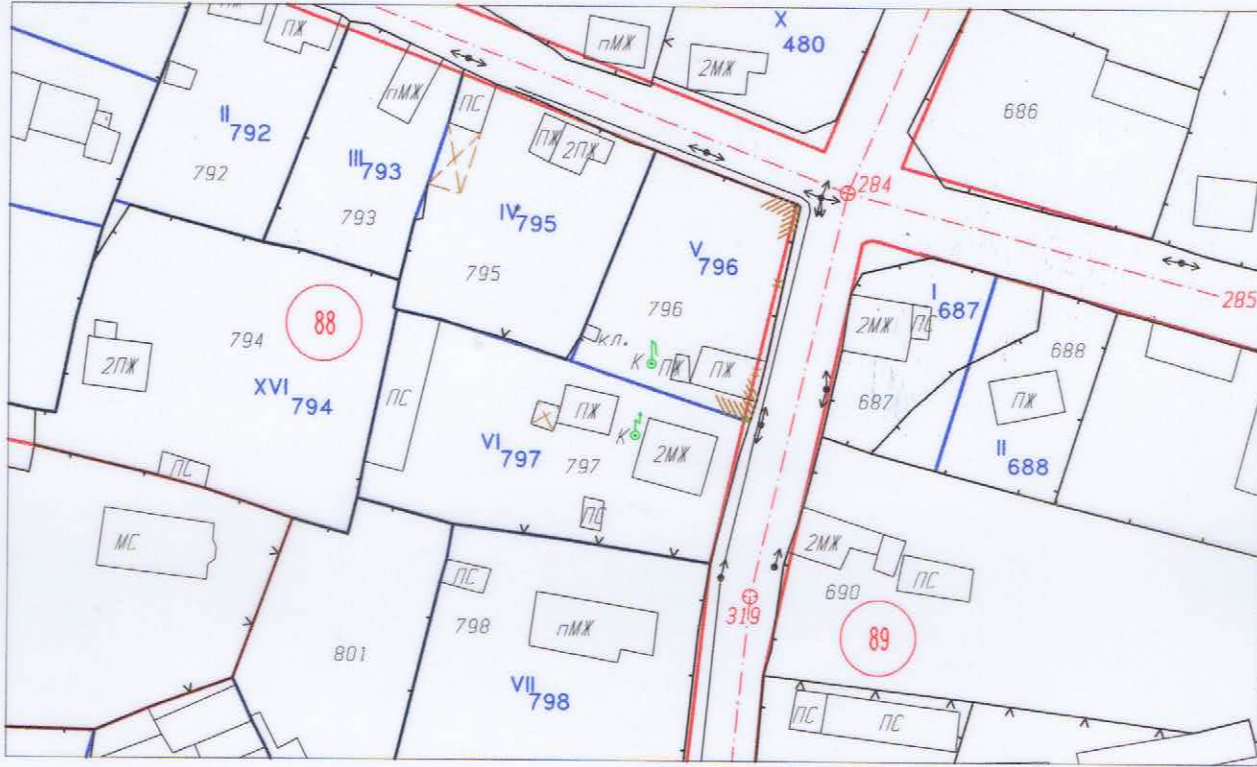 ПЖ
ПЖ
пМЖ
пМЖ
2МЖ
X
480
686
II 792
792
III 793
793
ПС
ПЖ
2ПЖ
IV 795
795
V 796
796
284
285
88
794
XVI 794
2ПЖ
ПС
кл.
К
ПЖ
ПЖ
I 687
2МЖ
ПС
687
688
ПЖ
II 688
ПС
VI 797
797
ПЖ
К
2МЖ
ПС
МС
801
ПС
798
пМЖ
VII 798
319
2МЖ
ПС
690
89
ПС
ПС